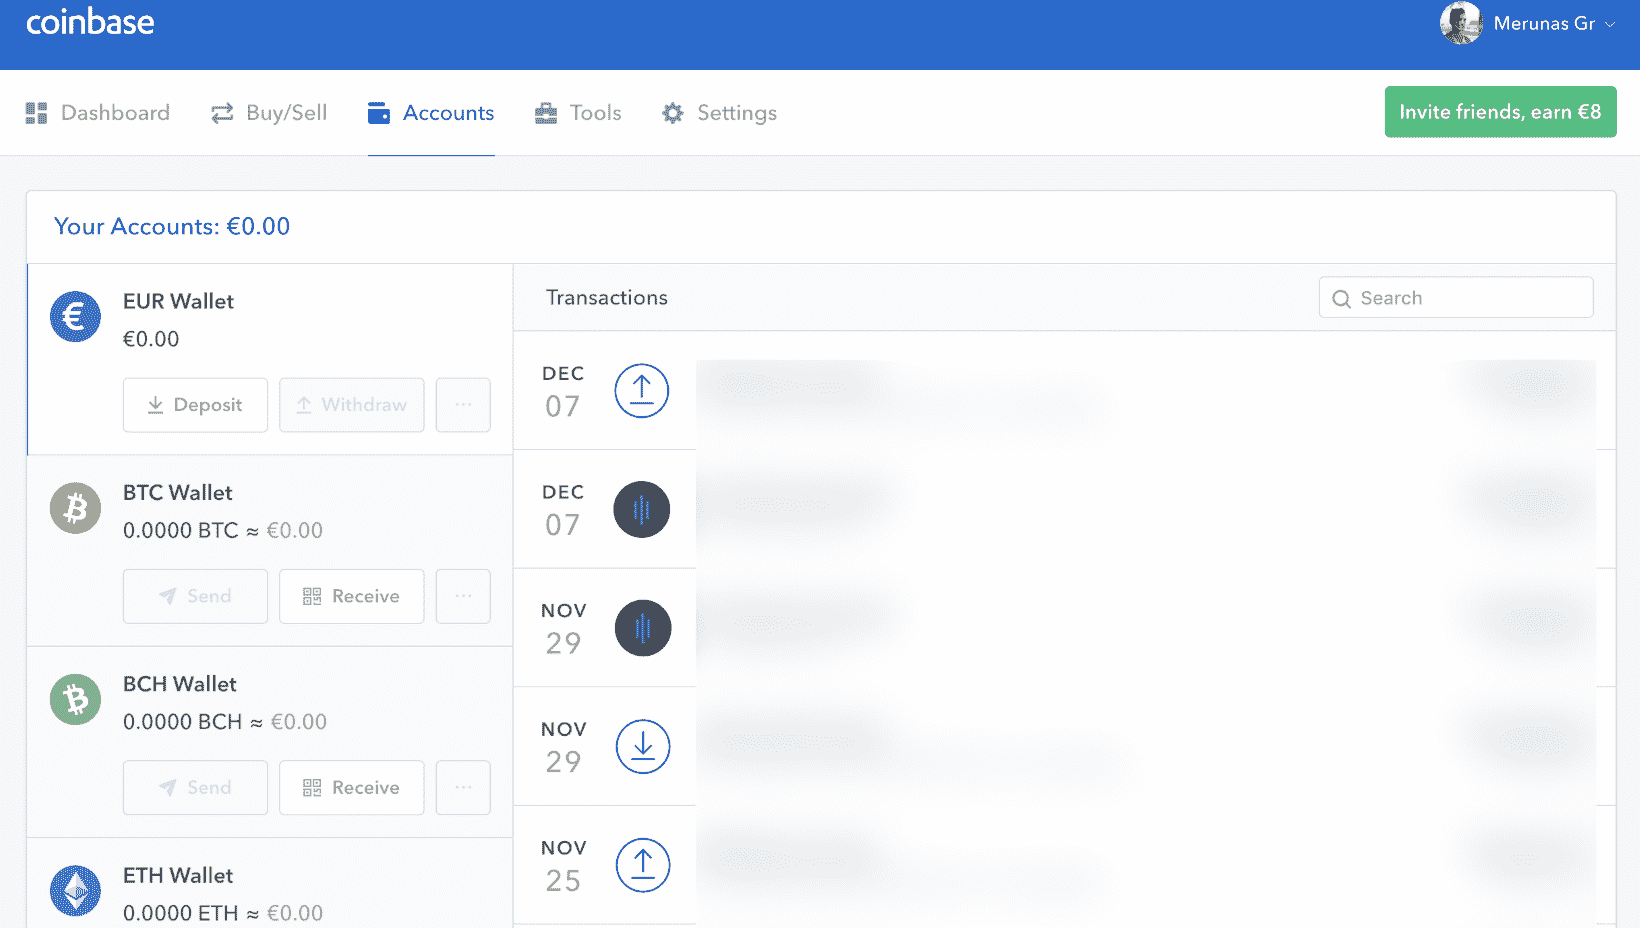 coinbase
Merunas Gr
Dashboard
Buy/Sell
Accounts
Tools
Settings
Invite friends, earn €8
Your Accounts: €0.00
EUR Wallet
€0.00
Deposit
Withdraw
...
BTC Wallet
0.0000 BTC ≈ €0.00
Send
Receive
...
BCH Wallet
0.0000 BCH ≈ €0.00
Send
Receive
...
ETH Wallet
0.0000 ETH ≈ €0.00
Transactions
Search
DEC
07
DEC
07
NOV
29
NOV
29
NOV
25